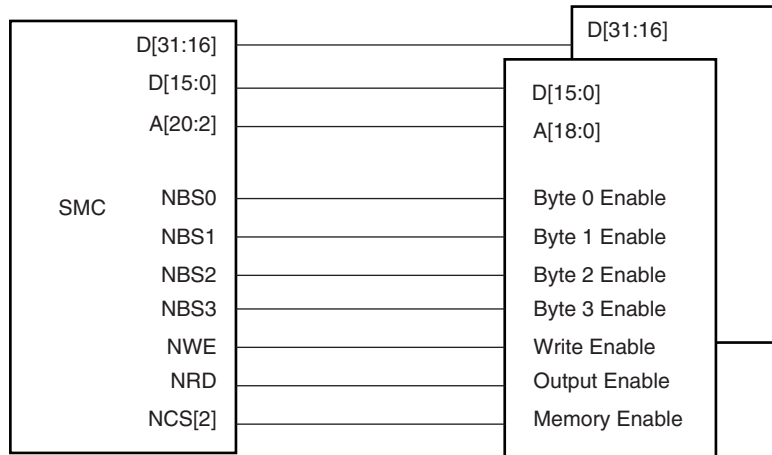 D[31:16]
D[31:16]
D[15:0]
D[15:0]
A[20:2]
A[18:0]
SMC
NBS0
Byte 0 Enable
NBS1
Byte 1 Enable
NBS2
Byte 2 Enable
NBS3
Byte 3 Enable
NWE
Write Enable
NRD
Output Enable
NCS[2]
Memory Enable